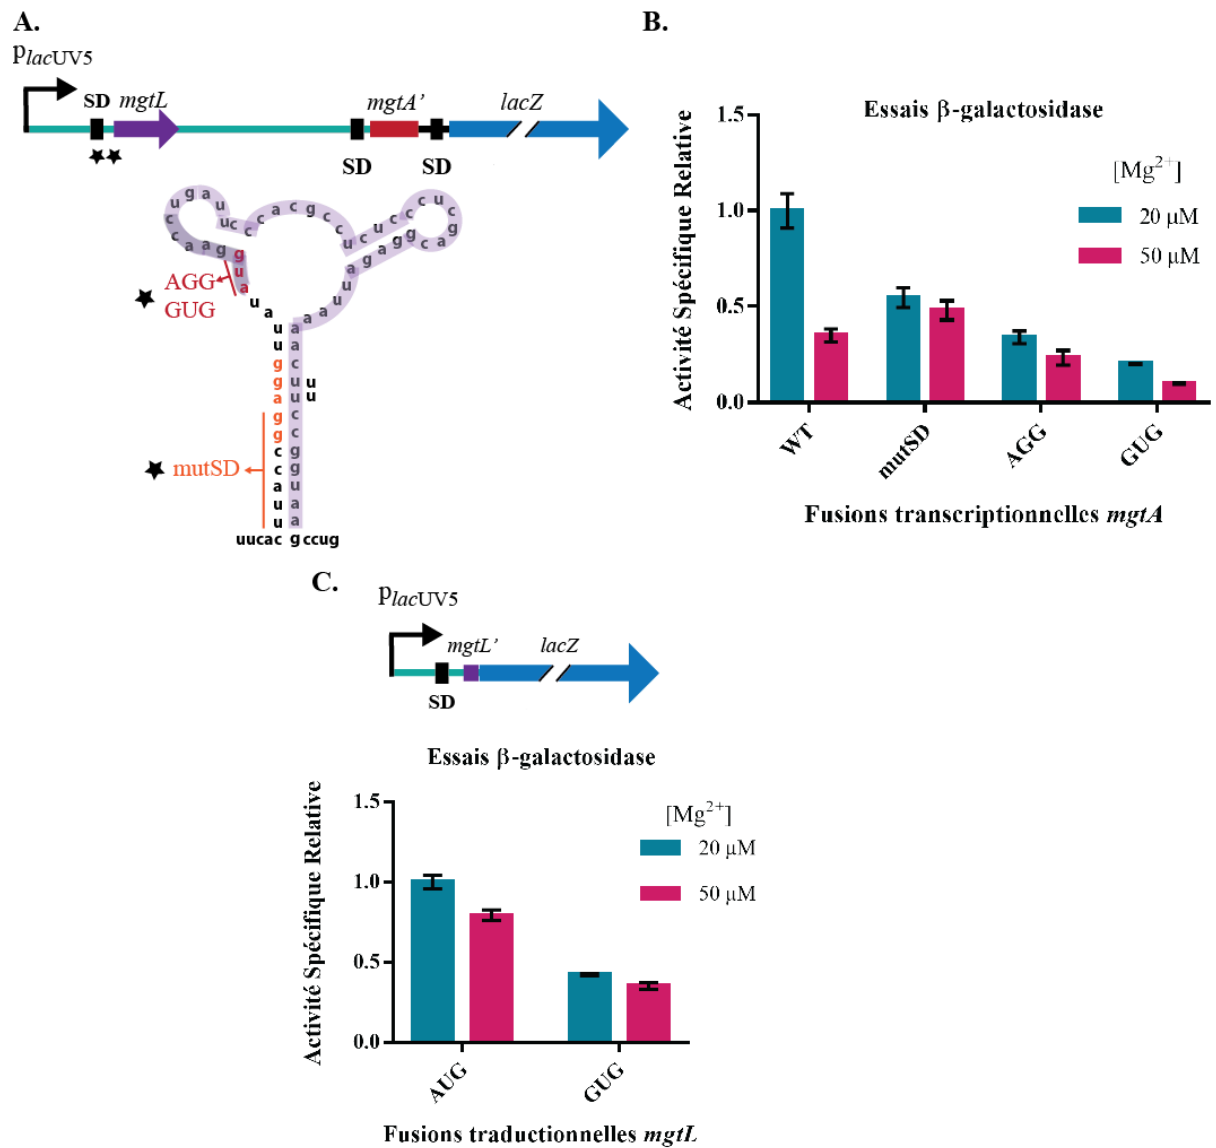 A.
P_lacUV5
SD
mgtL
mgtA'
lacZ
SD
SD
auggaaccugauucccacgccucucccucgacggagauuaaa
AGG
GUG
u
a
u a
u a
g c
g u u
a u u
g c
g c
c g
mutSD
c g
a u
u a
u a
uucac gccug
B.
Essais β-galactosidase
[Mg²⁺]
20 µM
50 µM
Activité Spécifique Relative
1.5
1.0
0.5
0.0
WT
mutSD
AGG
GUG
Fusions transcriptionnelles mgtA
C.
P_lacUV5
mgtL'
lacZ
SD
Essais β-galactosidase
[Mg²⁺]
20 µM
50 µM
Activité Spécifique Relative
1.5
1.0
0.5
0.0
AUG
GUG
Fusions traductionnelles mgtL